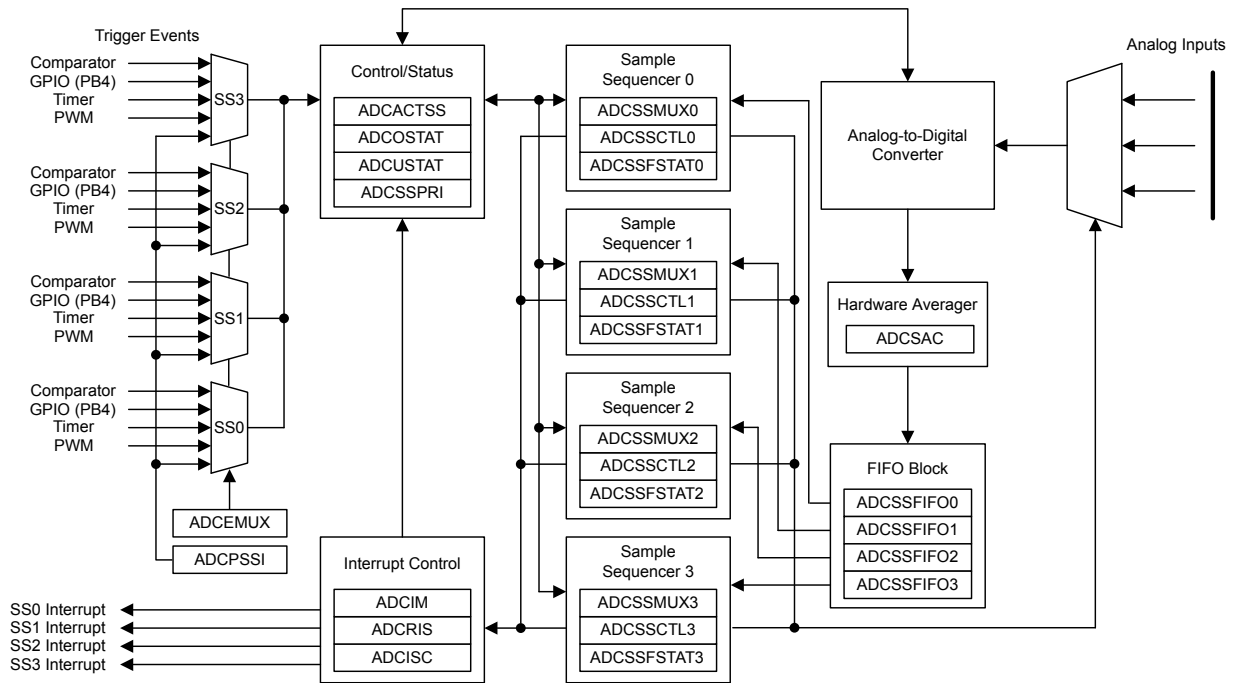 Trigger Events
Comparator
GPIO (PB4)
Timer
PWM
SS3
Comparator
GPIO (PB4)
Timer
PWM
SS2
Comparator
GPIO (PB4)
Timer
PWM
SS1
Comparator
GPIO (PB4)
Timer
PWM
SS0
ADCEMUX
ADCPSSI
Control/Status
ADCACTSS
ADCOSTAT
ADCUSTAT
ADCSSPRI
Interrupt Control
ADCIM
ADCRIS
ADCISC
SS0 Interrupt
SS1 Interrupt
SS2 Interrupt
SS3 Interrupt
Sample
Sequencer 0
ADCSSMUX0
ADCSSCTL0
ADCSSFSTAT0
Sample
Sequencer 1
ADCSSMUX1
ADCSSCTL1
ADCSSFSTAT1
Sample
Sequencer 2
ADCSSMUX2
ADCSSCTL2
ADCSSFSTAT2
Sample
Sequencer 3
ADCSSMUX3
ADCSSCTL3
ADCSSFSTAT3
Analog-to-Digital
Converter
Analog Inputs
Hardware Averager
ADCSAC
FIFO Block
ADCSSFIFO0
ADCSSFIFO1
ADCSSFIFO2
ADCSSFIFO3